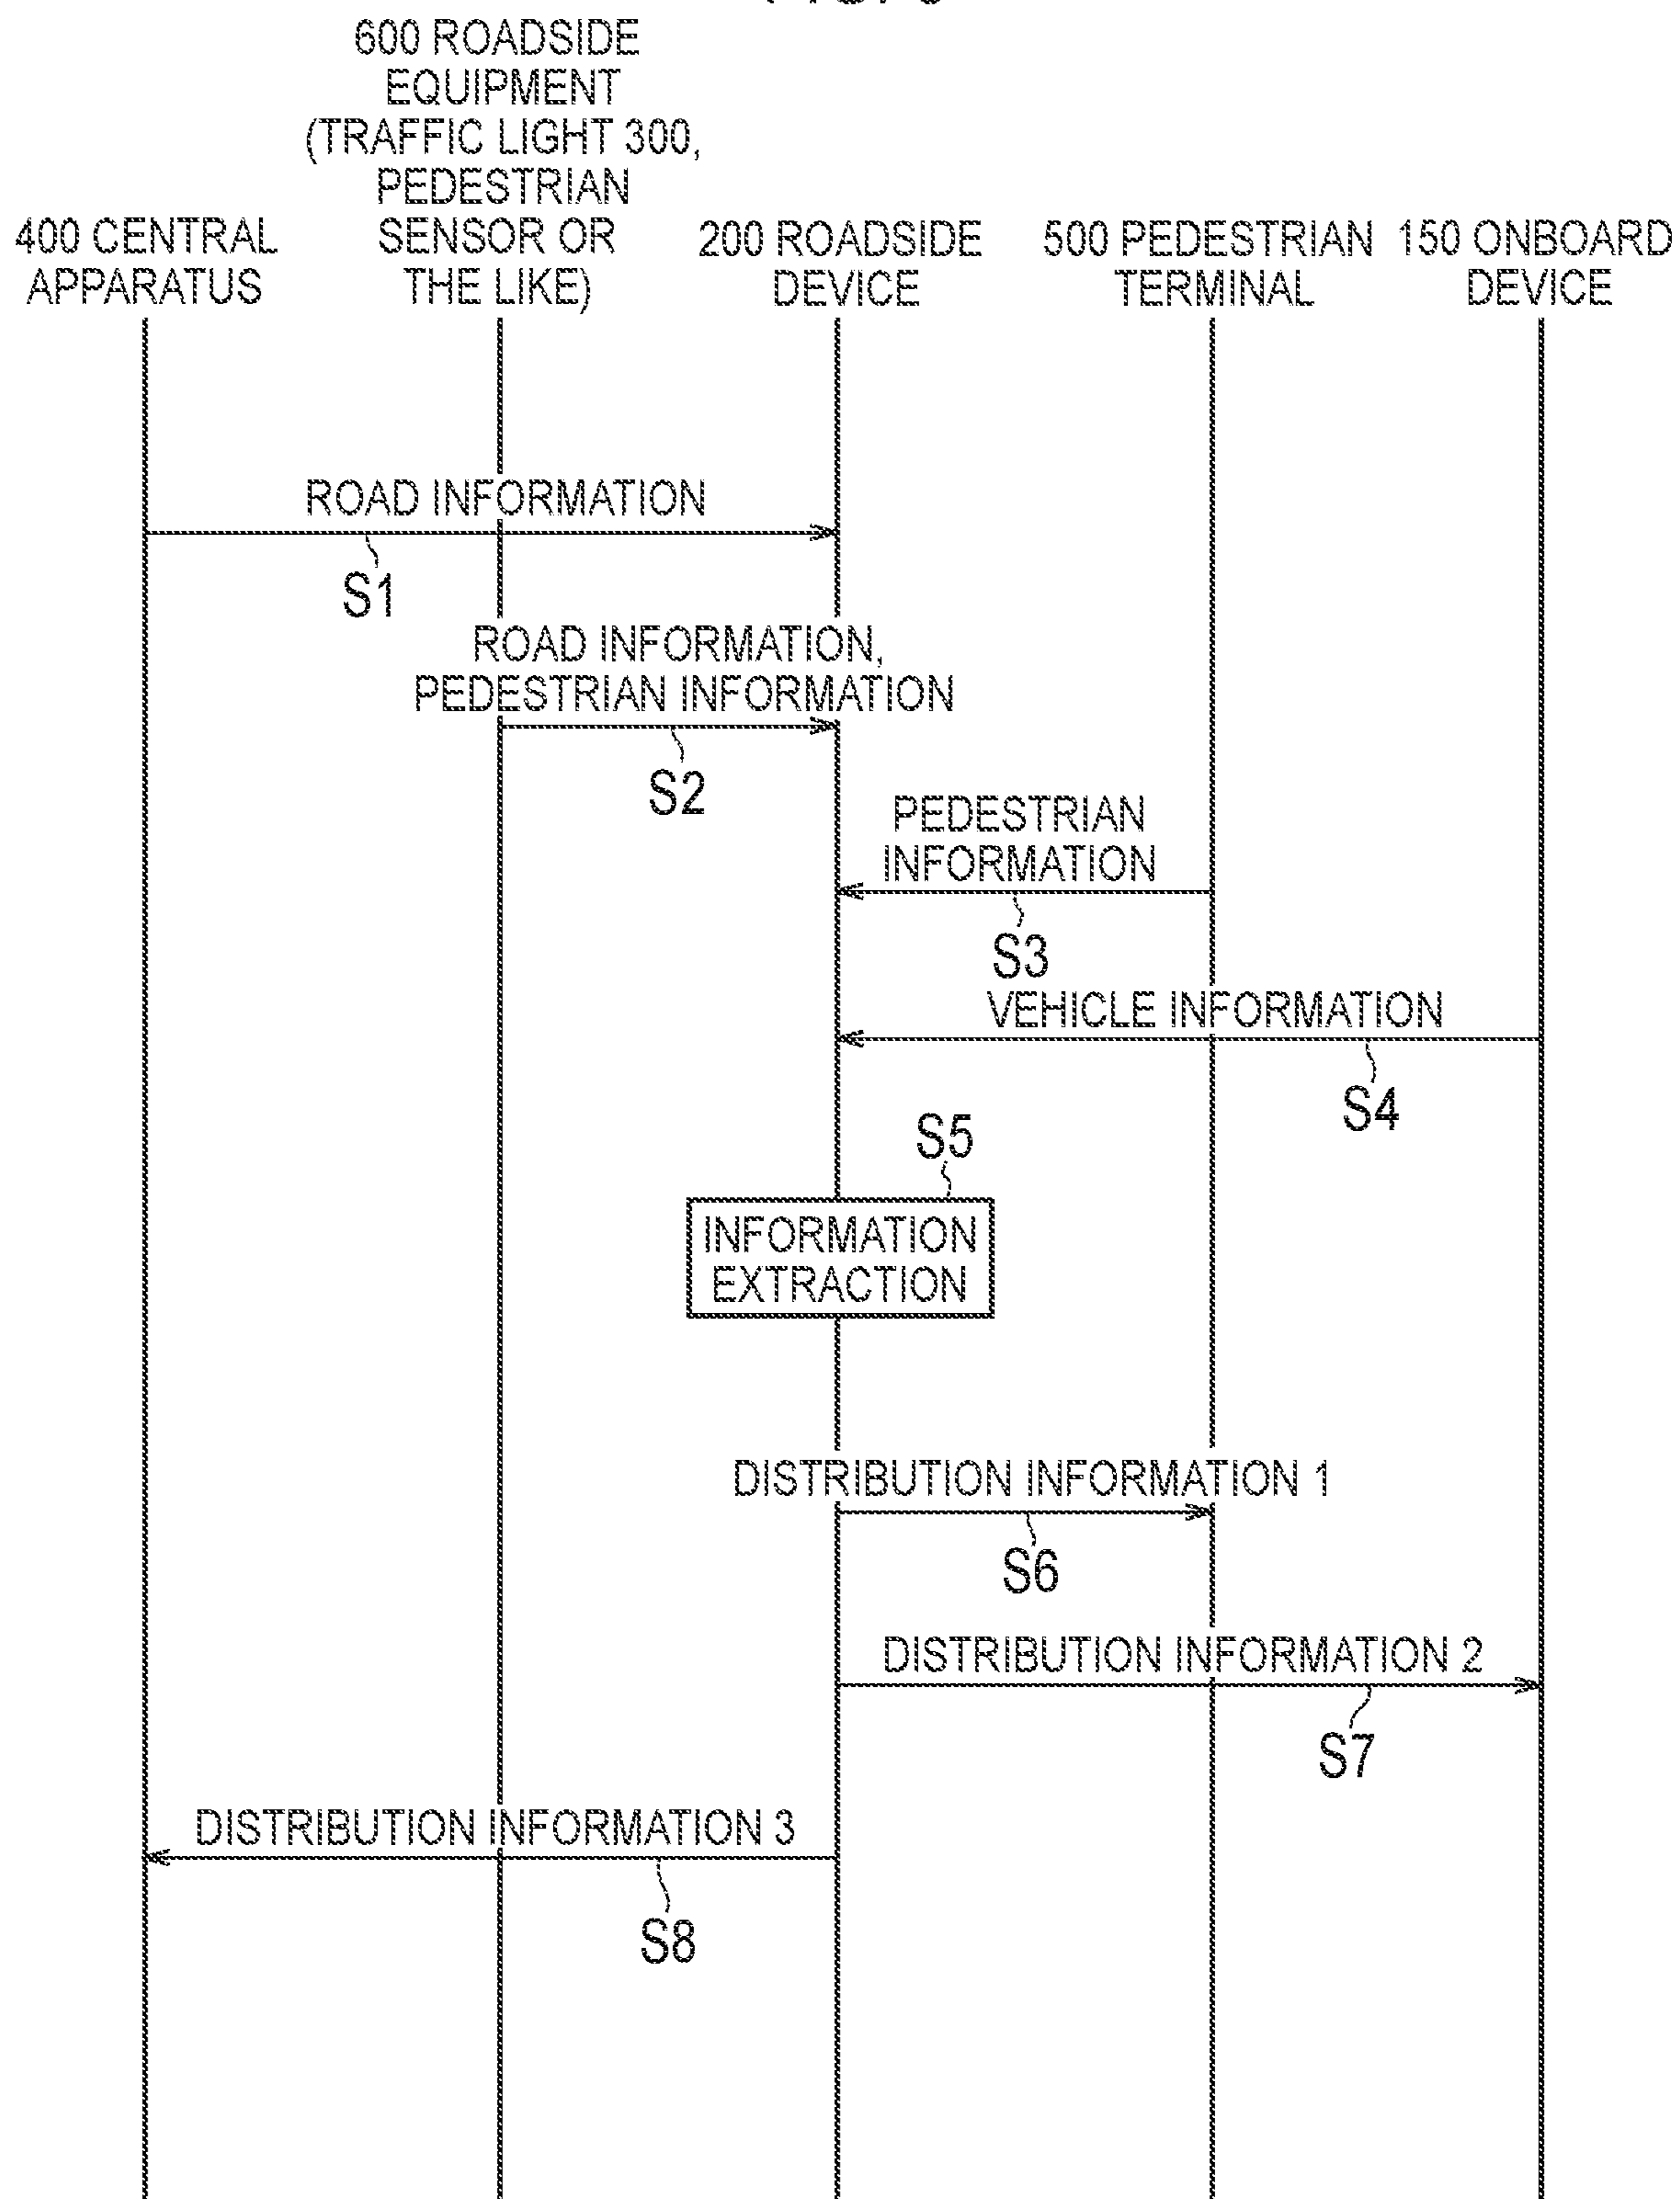 600 ROADSIDE
EQUIPMENT
(TRAFFIC LIGHT 300,
PEDESTRIAN
SENSOR OR
THE LIKE)
400 CENTRAL
APPARATUS
200 ROADSIDE
DEVICE
500 PEDESTRIAN
TERMINAL
150 ONBOARD
DEVICE
ROAD INFORMATION
S1
ROAD INFORMATION,
PEDESTRIAN INFORMATION
S2
PEDESTRIAN
INFORMATION
S3
VEHICLE INFORMATION
S4
S5
INFORMATION
EXTRACTION
DISTRIBUTION INFORMATION 1
S6
DISTRIBUTION INFORMATION 2
S7
DISTRIBUTION INFORMATION 3
S8